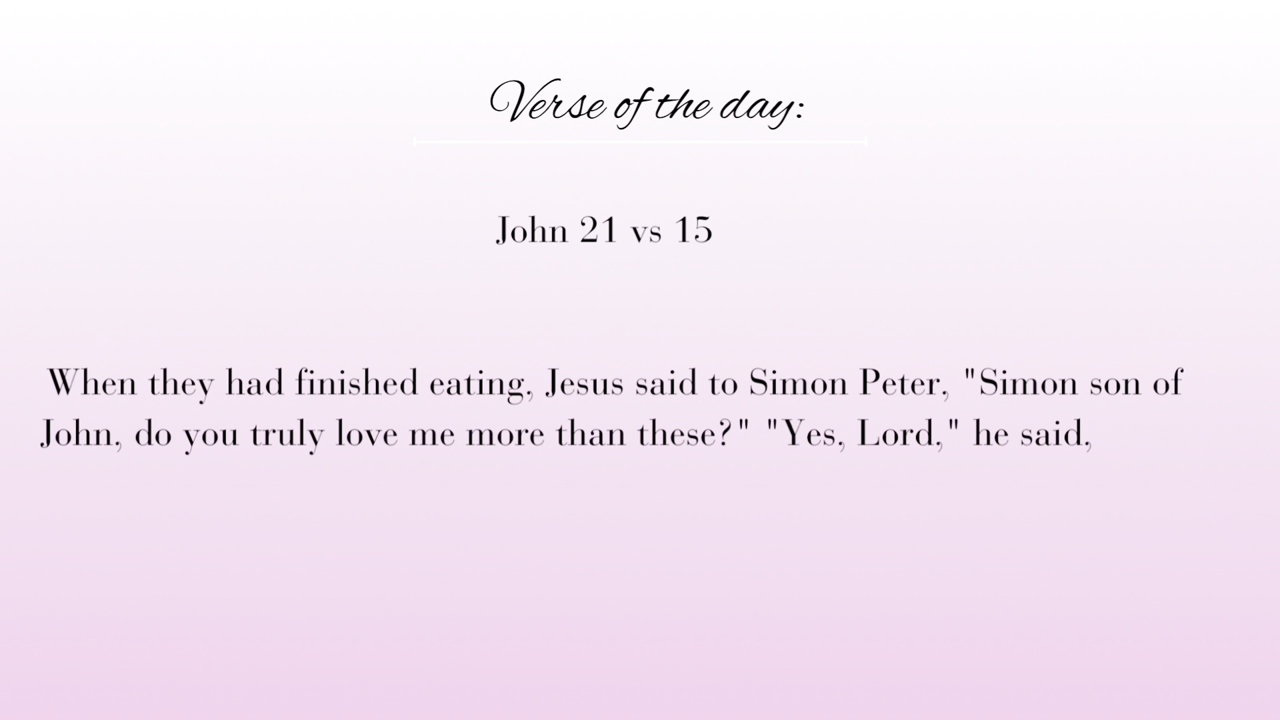 Verse of the day:
John 21 vs 15
When they had finished eating, Jesus said to Simon Peter, "Simon son of
John, do you truly love me more than these?" "Yes, Lord," he said,